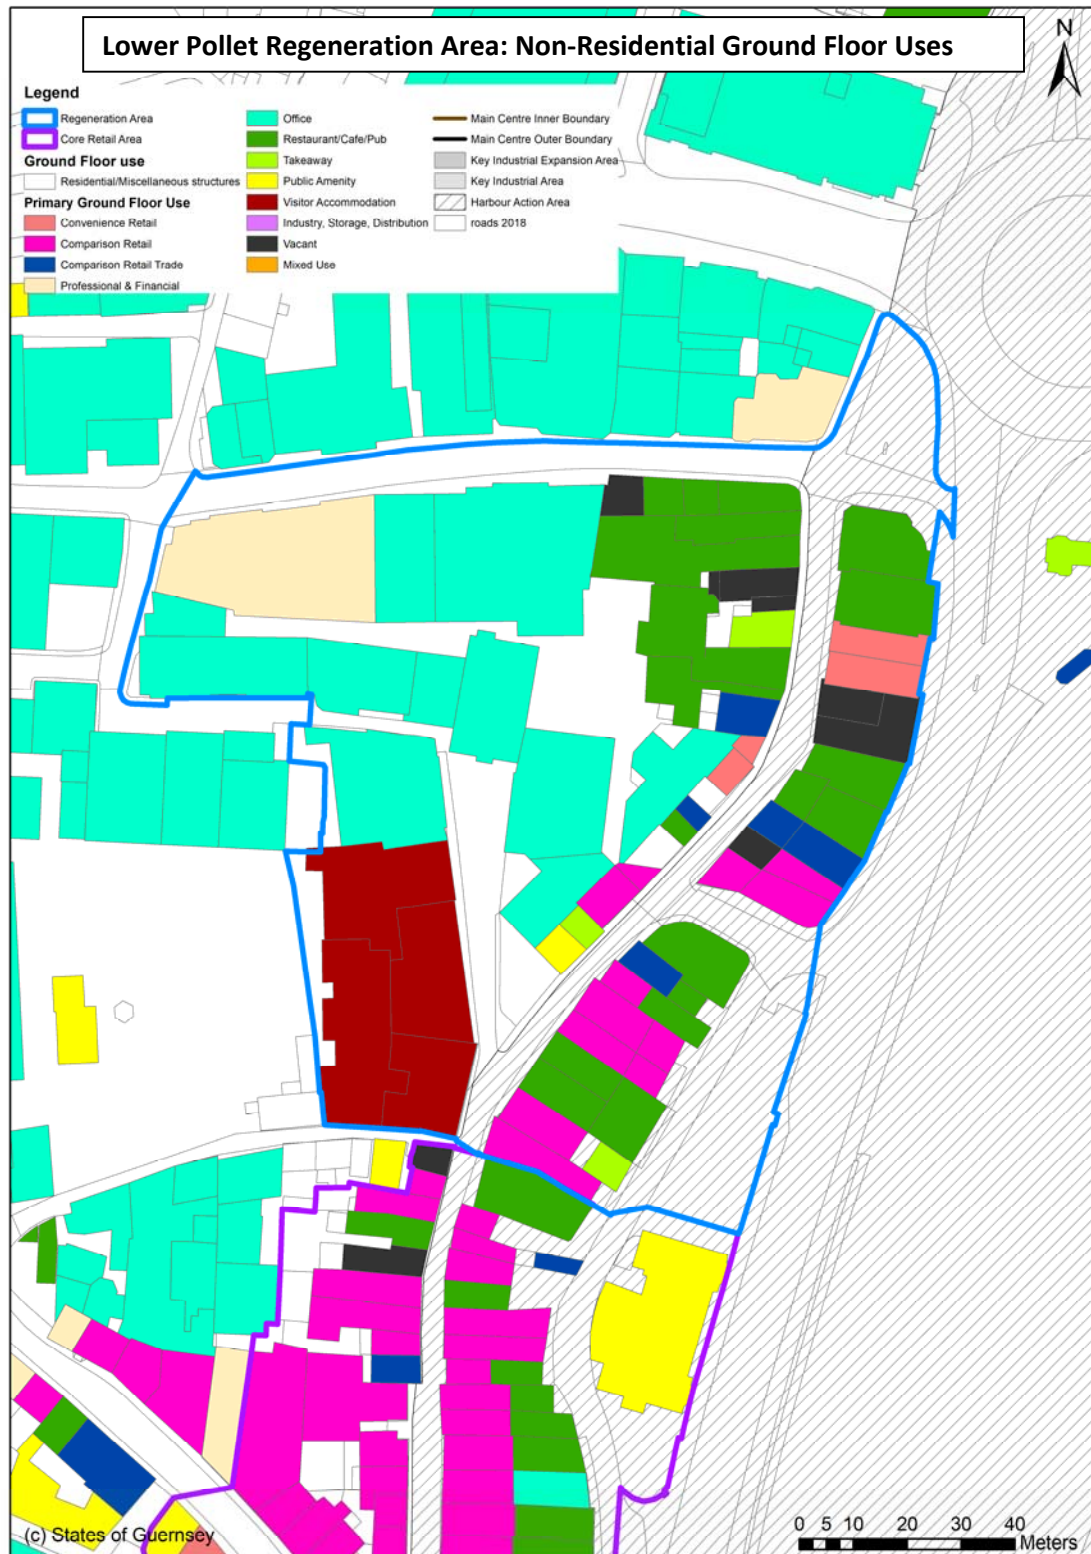 Lower Pollet Regeneration Area: Non-Residential Ground Floor Uses
N
Legend
Regeneration Area
Core Retail Area
Ground Floor use
Residential/Miscellaneous structures
Primary Ground Floor Use
Convenience Retail
Comparison Retail
Comparison Retail Trade
Professional & Financial
Office
Restaurant/Cafe/Pub
Takeaway
Public Amenity
Visitor Accommodation
Industry, Storage, Distribution
Vacant
Mixed Use
Main Centre Inner Boundary
Main Centre Outer Boundary
Key Industrial Expansion Area
Key Industrial Area
Harbour Action Area
roads 2018
(c) States of Guernsey
0 5 10 20 30 40
Meters